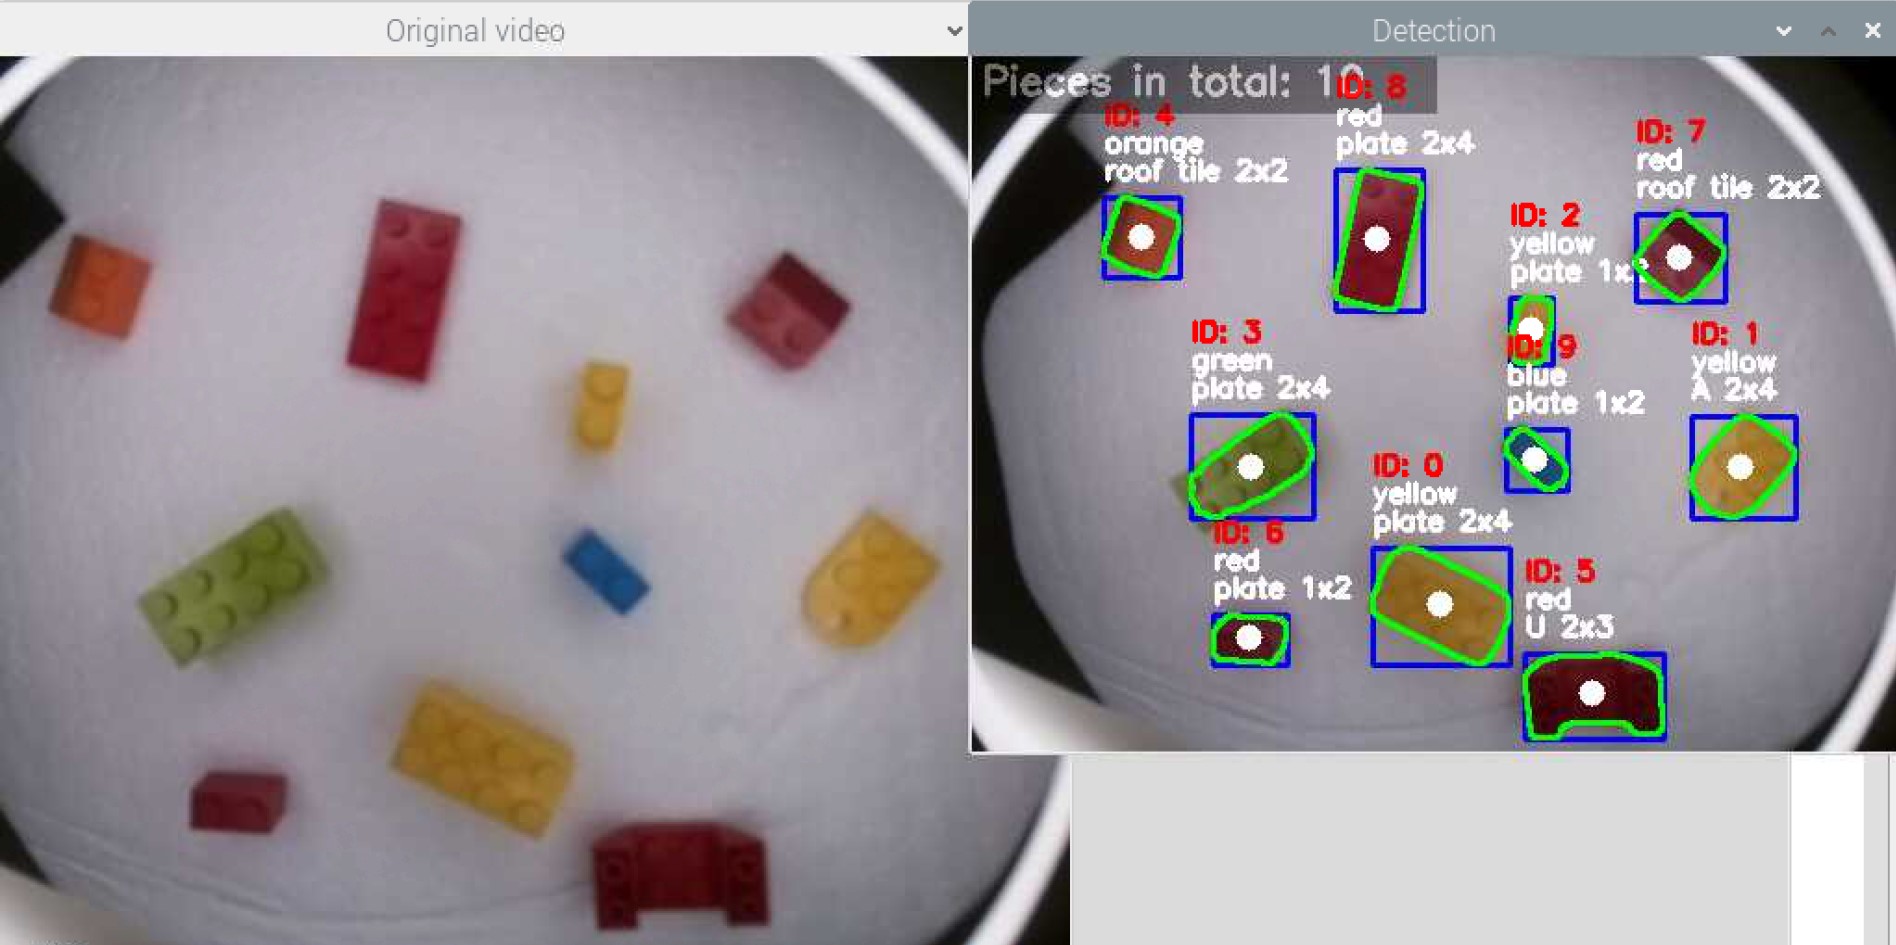 Original video
Detection
Pieces in total: 10
ID: 8
red
plate 2x4
ID: 4
orange
roof tile 2x2
ID: 7
red
roof tile 2x2
ID: 2
yellow
plate 1x2
ID: 3
green
plate 2x4
ID: 9
blue
plate 1x2
ID: 1
yellow
A 2x4
ID: 0
yellow
plate 2x4
ID: 6
red
plate 1x2
ID: 5
red
U 2x3